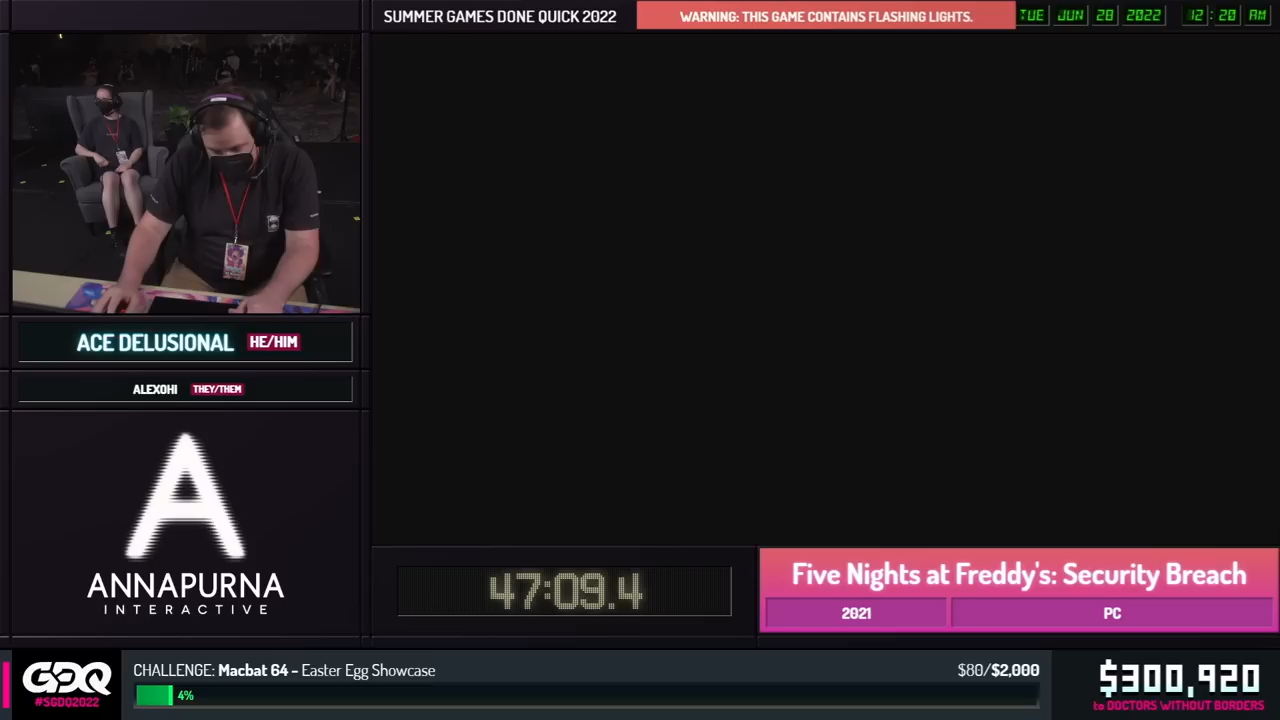 SUMMER GAMES DONE QUICK 2022
WARNING: THIS GAME CONTAINS FLASHING LIGHTS.
TUE JUN 28 2022 12:20 AM
ACE DELUSIONAL HE/HIM
ALEXOHI THEY/THEM
ANNAPURNA
INTERACTIVE
47:09.4
Five Nights at Freddy's: Security Breach
2021 PC
GDQ
#SGDQ2022
CHALLENGE: Macbat 64 – Easter Egg Showcase $80/$2,000
4%
$300,920
to DOCTORS WITHOUT BORDERS